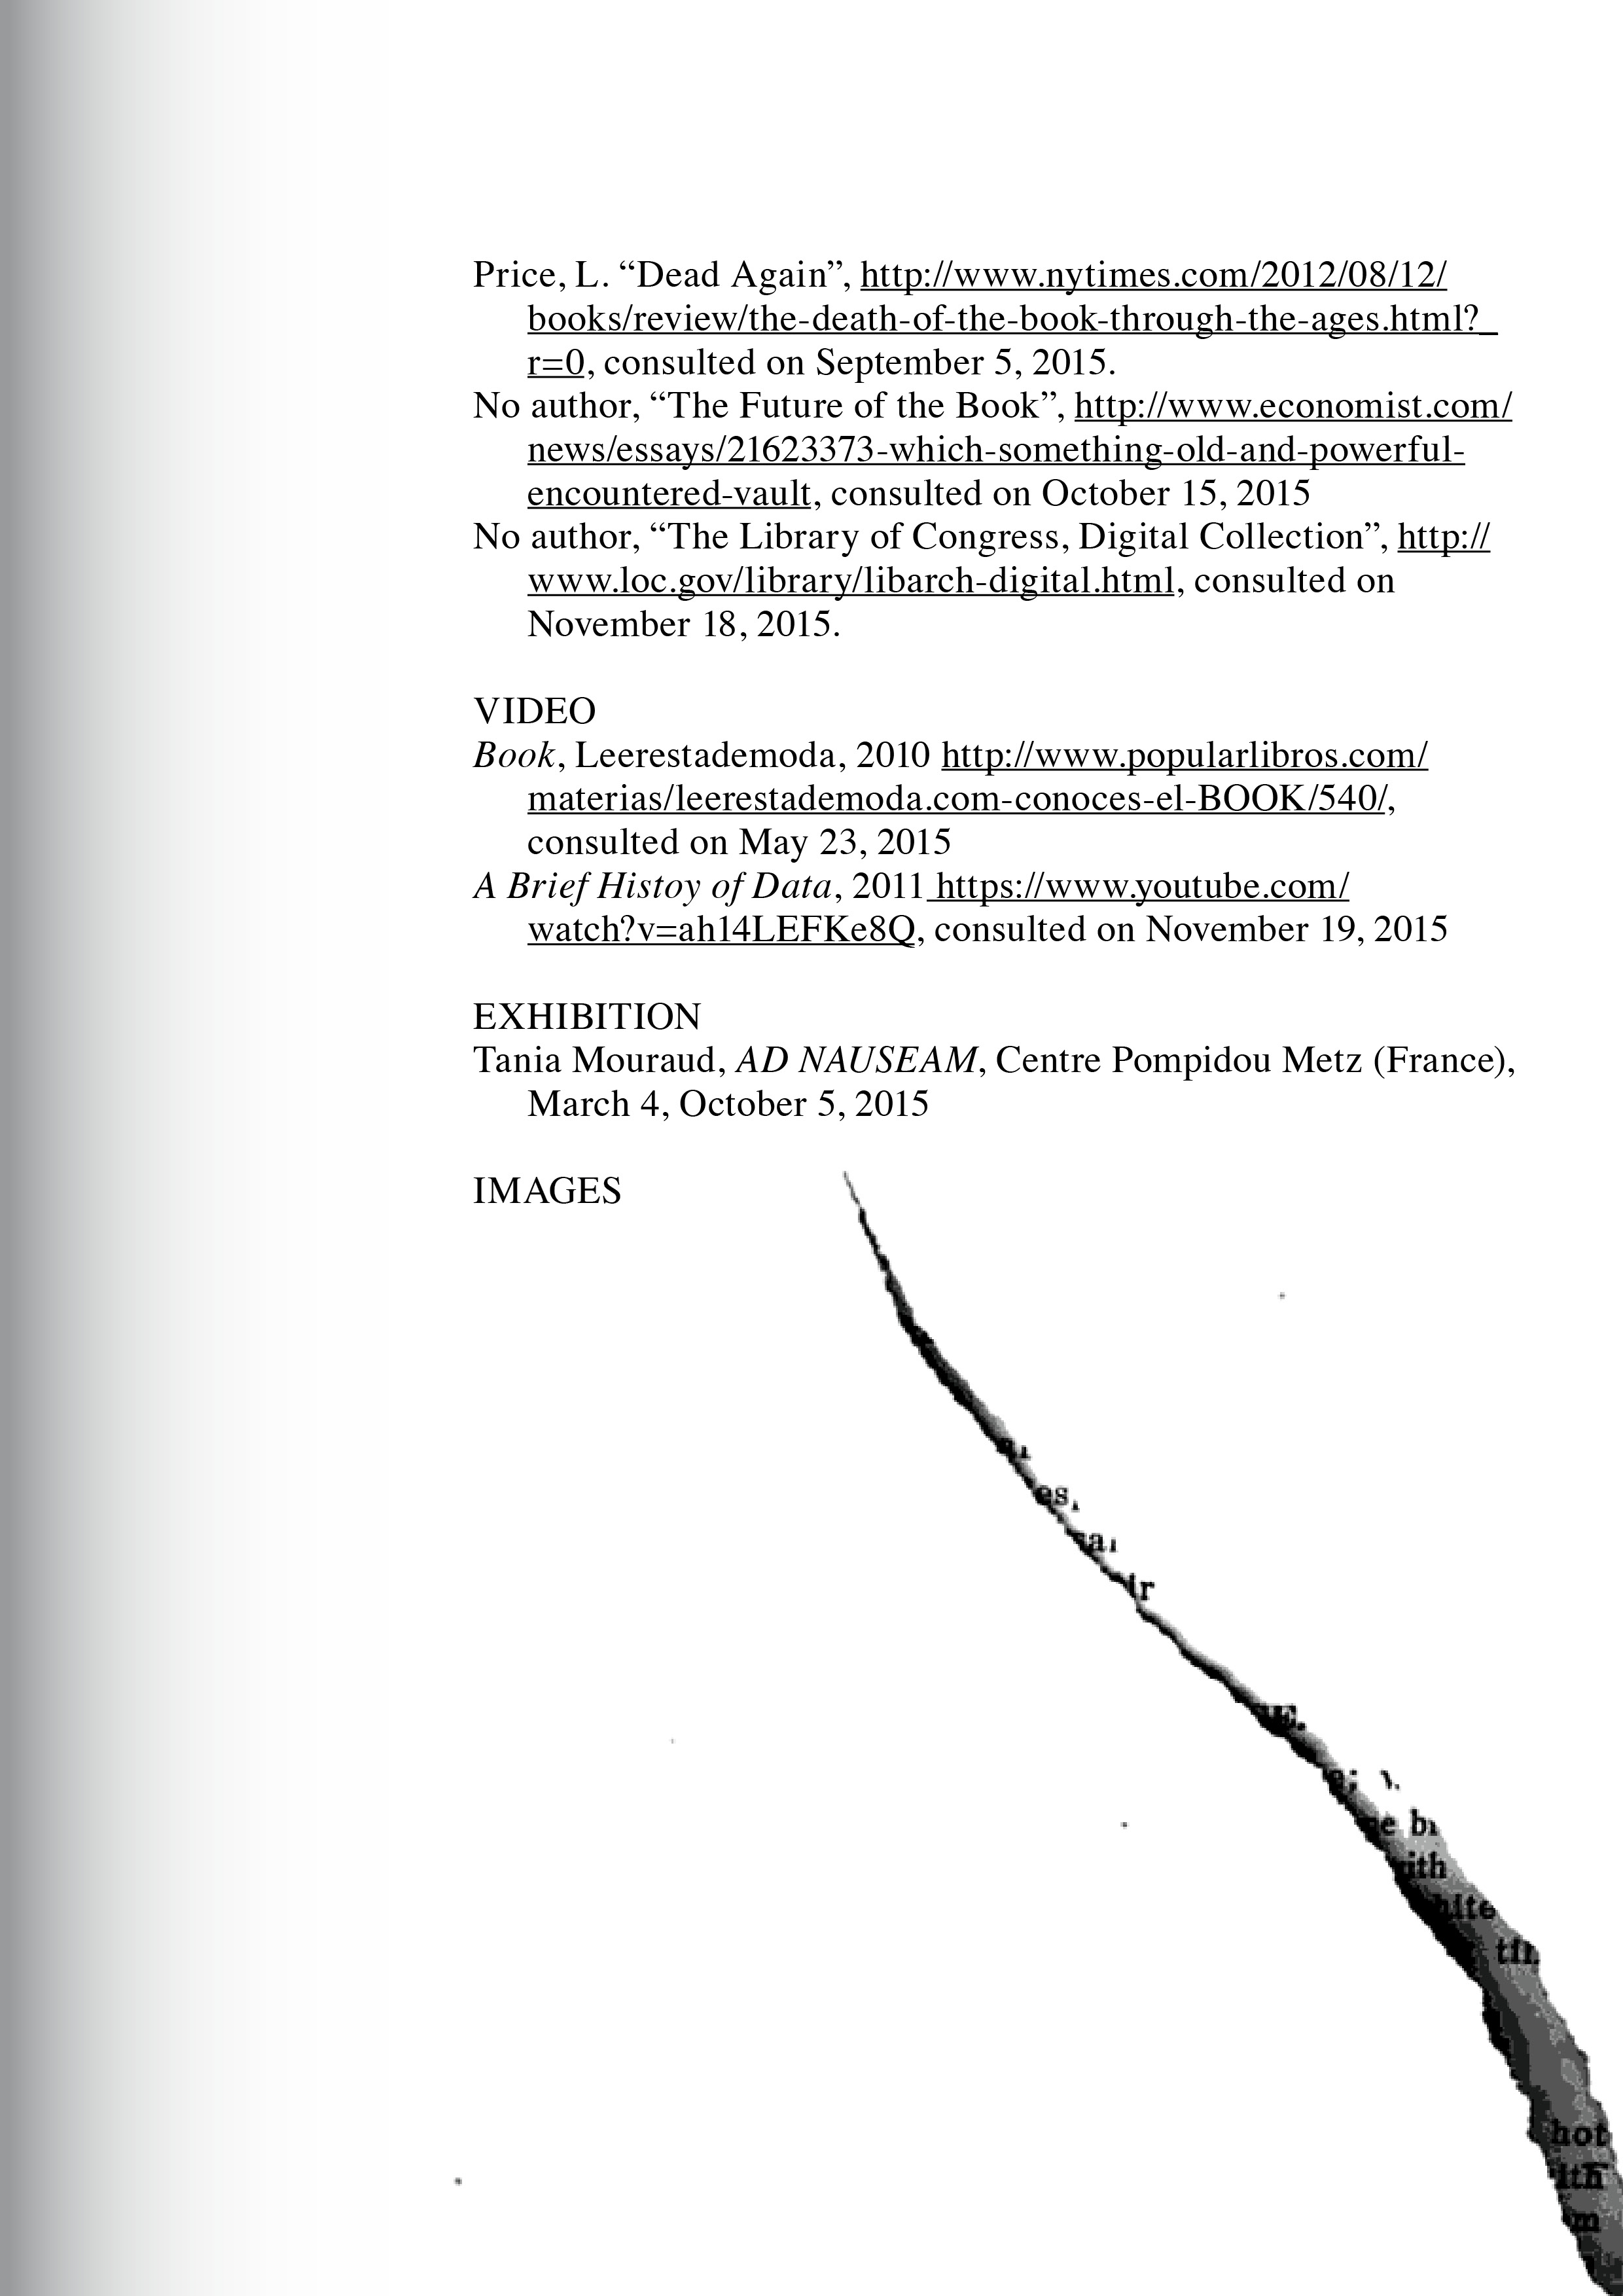 Price, L. “Dead Again”, http://www.nytimes.com/2012/08/12/
books/review/the-death-of-the-book-through-the-ages.html?_
r=0, consulted on September 5, 2015.
No author, “The Future of the Book”, http://www.economist.com/
news/essays/21623373-which-something-old-and-powerful-
encountered-vault, consulted on October 15, 2015
No author, “The Library of Congress, Digital Collection”, http://
www.loc.gov/library/libarch-digital.html, consulted on
November 18, 2015.
VIDEO
Book, Leerestademoda, 2010 http://www.popularlibros.com/
materias/leerestademoda.com-conoces-el-BOOK/540/,
consulted on May 23, 2015
A Brief Histoy of Data, 2011 https://www.youtube.com/
watch?v=ah14LEFKe8Q, consulted on November 19, 2015
EXHIBITION
Tania Mouraud, AD NAUSEAM, Centre Pompidou Metz (France),
March 4, October 5, 2015
IMAGES
es,
hot